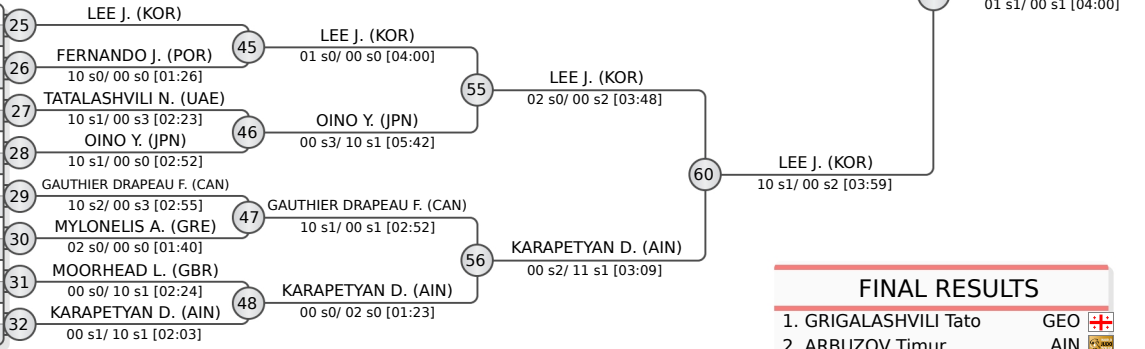 01 s1/ 00 s1 [04:00]
25
LEE J. (KOR)
26
FERNANDO J. (POR)
10 s0/ 00 s0 [01:26]
45
LEE J. (KOR)
01 s0/ 00 s0 [04:00]
27
TATALASHVILI N. (UAE)
10 s1/ 00 s3 [02:23]
28
OINO Y. (JPN)
10 s1/ 00 s0 [02:52]
46
OINO Y. (JPN)
00 s3/ 10 s1 [05:42]
55
LEE J. (KOR)
02 s0/ 00 s2 [03:48]
29
GAUTHIER DRAPEAU F. (CAN)
10 s2/ 00 s3 [02:55]
30
MYLONELIS A. (GRE)
02 s0/ 00 s0 [01:40]
47
GAUTHIER DRAPEAU F. (CAN)
10 s1/ 00 s1 [02:52]
31
MOORHEAD L. (GBR)
00 s0/ 10 s1 [02:24]
32
KARAPETYAN D. (AIN)
00 s1/ 10 s1 [02:03]
48
KARAPETYAN D. (AIN)
00 s0/ 02 s0 [01:23]
56
KARAPETYAN D. (AIN)
00 s2/ 11 s1 [03:09]
60
LEE J. (KOR)
10 s1/ 00 s2 [03:59]
FINAL RESULTS
1. GRIGALASHVILI Tato GEO
2. ARBUZOV Timur AIN